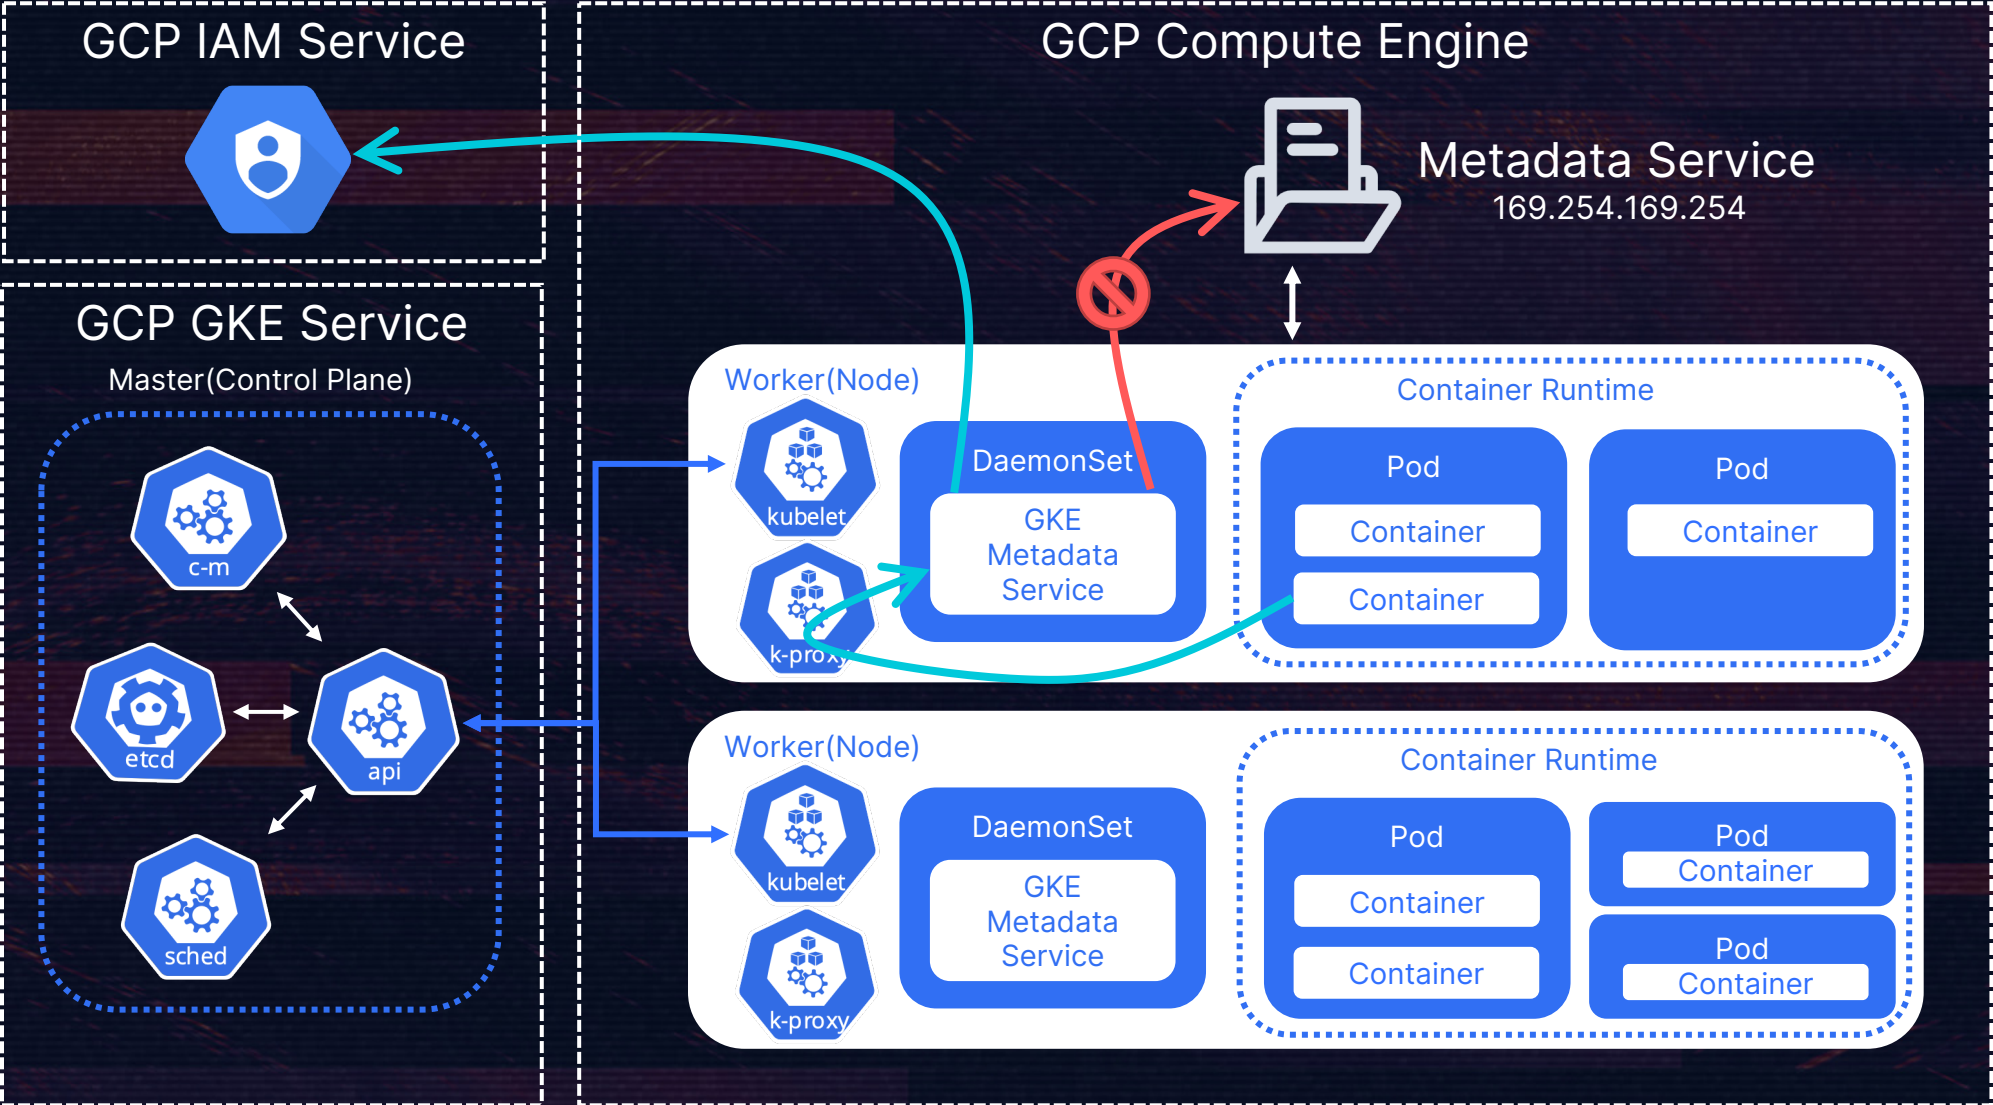 GCP IAM Service
GCP GKE Service
Master(Control Plane)
c-m
etcd
api
sched
GCP Compute Engine
Metadata Service
169.254.169.254
Worker(Node)
kubelet
k-proxy
DaemonSet
GKE
Metadata
Service
Container Runtime
Pod
Container
Container
Pod
Container
Worker(Node)
kubelet
k-proxy
DaemonSet
GKE
Metadata
Service
Container Runtime
Pod
Container
Container
Pod
Container
Pod
Container